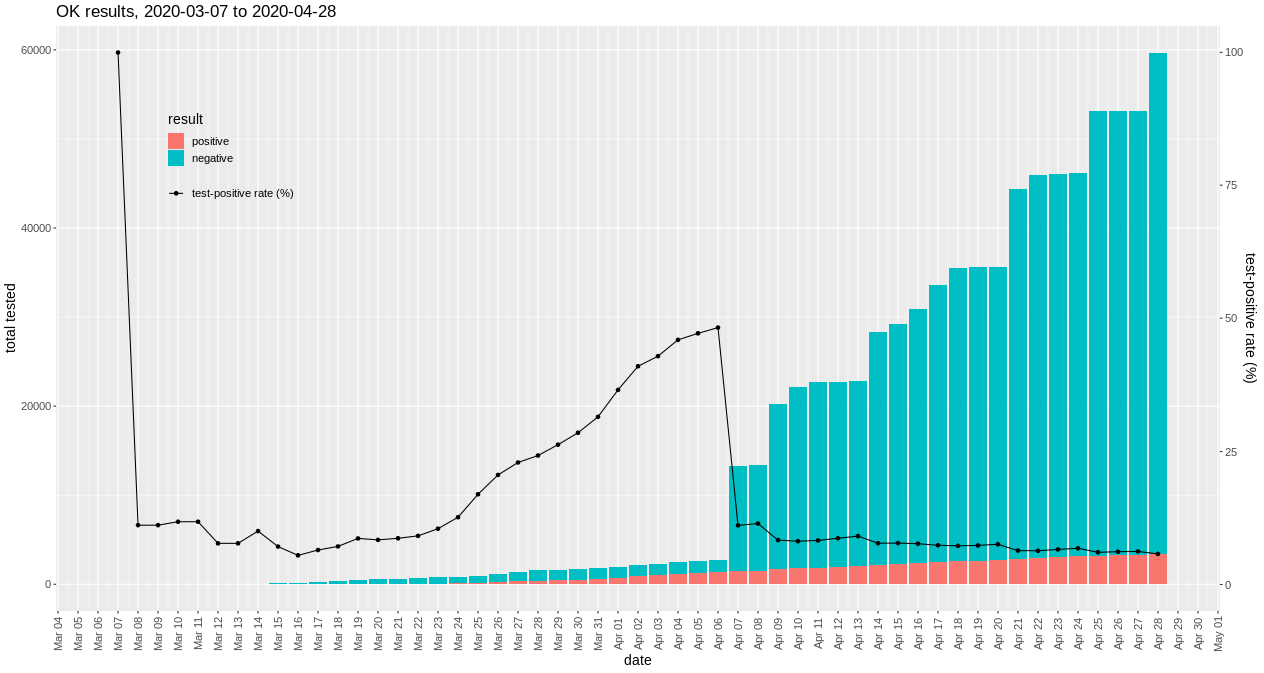 OK results, 2020-03-07 to 2020-04-28
result
positive
negative
test-positive rate (%)
total tested
60000
40000
20000
0
100
75
50
25
0
test-positive rate (%)
Mar 04
Mar 05
Mar 06
Mar 07
Mar 08
Mar 09
Mar 10
Mar 11
Mar 12
Mar 13
Mar 14
Mar 15
Mar 16
Mar 17
Mar 18
Mar 19
Mar 20
Mar 21
Mar 22
Mar 23
Mar 24
Mar 25
Mar 26
Mar 27
Mar 28
Mar 29
Mar 30
Mar 31
Apr 01
Apr 02
Apr 03
Apr 04
Apr 05
Apr 06
Apr 07
Apr 08
Apr 09
Apr 10
Apr 11
Apr 12
Apr 13
Apr 14
Apr 15
Apr 16
Apr 17
Apr 18
Apr 19
Apr 20
Apr 21
Apr 22
Apr 23
Apr 24
Apr 25
Apr 26
Apr 27
Apr 28
Apr 29
Apr 30
May 01
date